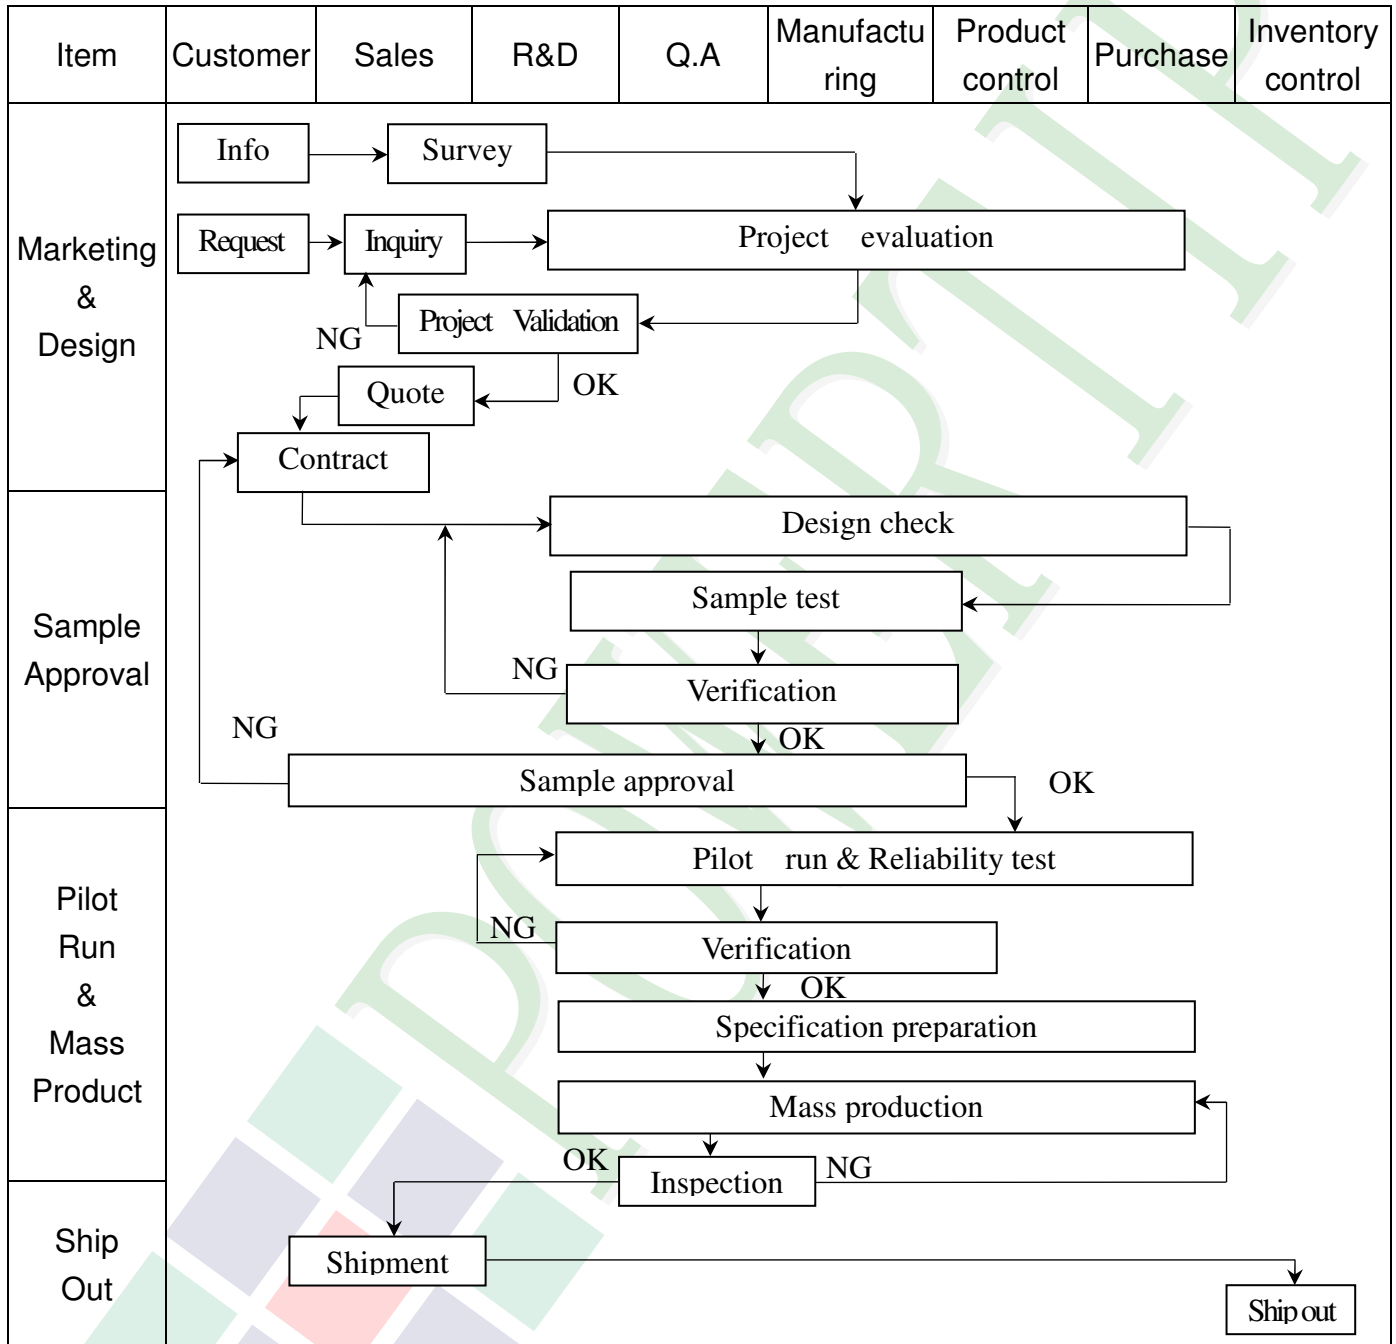 Item
Customer
Sales
R&D
Q.A
Manufactu
ring
Product
control
Purchase
Inventory
control
Marketing
&
Design
Info
Survey
Request
Inquiry
Project evaluation
NG
Project Validation
Quote
OK
Contract
Sample
Approval
Design check
Sample test
NG
Verification
NG
OK
Sample approval
OK
Pilot
Run
&
Mass
Product
Pilot run & Reliability test
NG
Verification
OK
Specification preparation
Mass production
OK
Inspection
NG
Ship
Out
Shipment
Ship out
POWERTIP